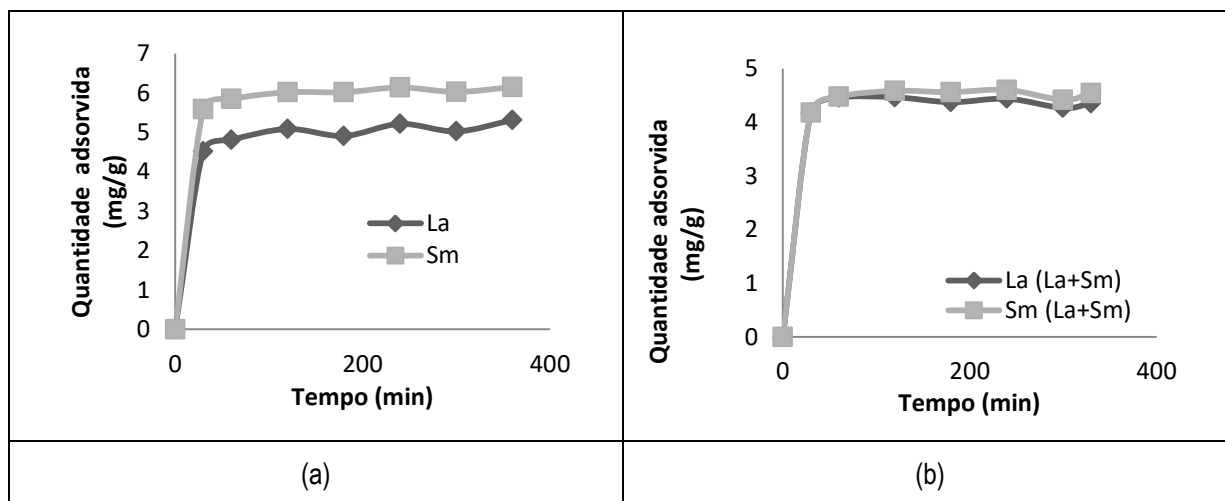 Quantidade adsorvida
(mg/g)
7
6
5
4
3
2
1
0
La
Sm
0
200
400
Tempo (min)
(a)
Quantidade adsorvida
(mg/g)
5
4
3
2
1
0
La (La+Sm)
Sm (La+Sm)
0
200
400
Tempo (min)
(b)